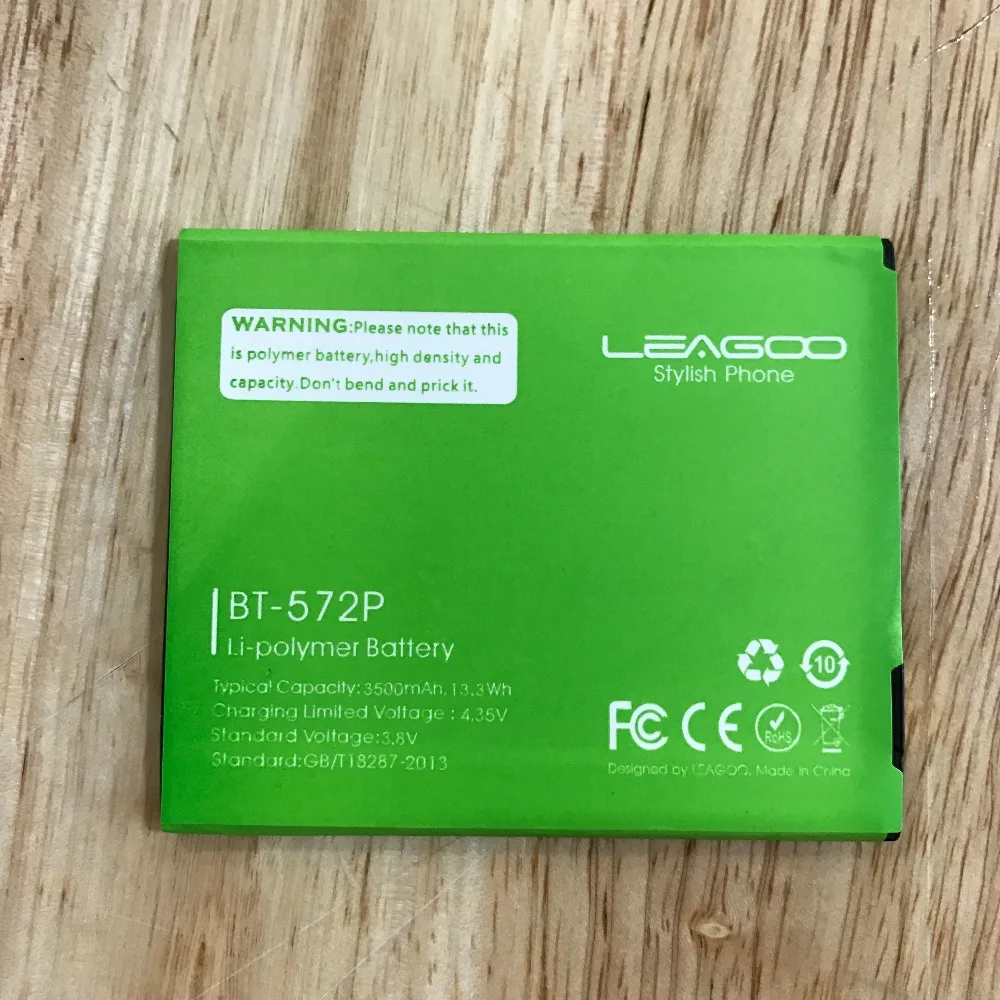 WARNING:Please note that this
is polymer battery,high density and
capacity.Don't bend and prick it.
LEAGOO
Stylish Phone
BT-572P
Li-polymer Battery
Typical Capacity:3500mAh, 13.3Wh
Charging Limited Voltage : 4.35V
Standard Voltage:3.8V
Standard:GB/T18287-2013
10
FC CE RoHS
Designed by LEAGOO, Made in China